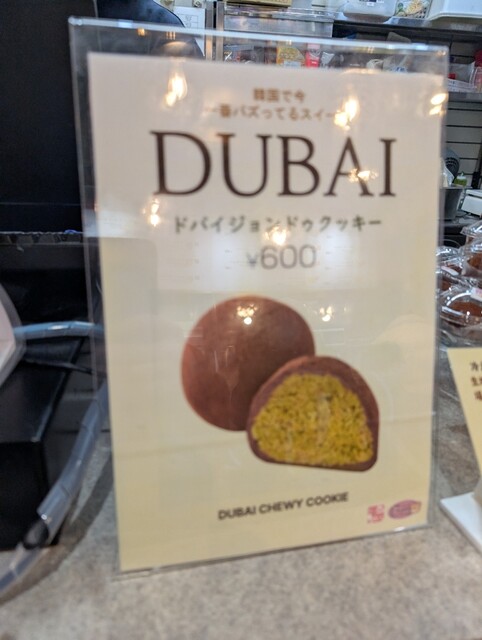 韓国で今
一番バズってるスイー
DUBAI
ドバイジョンドゥクッキー
¥600
DUBAI CHEWY COOKIE